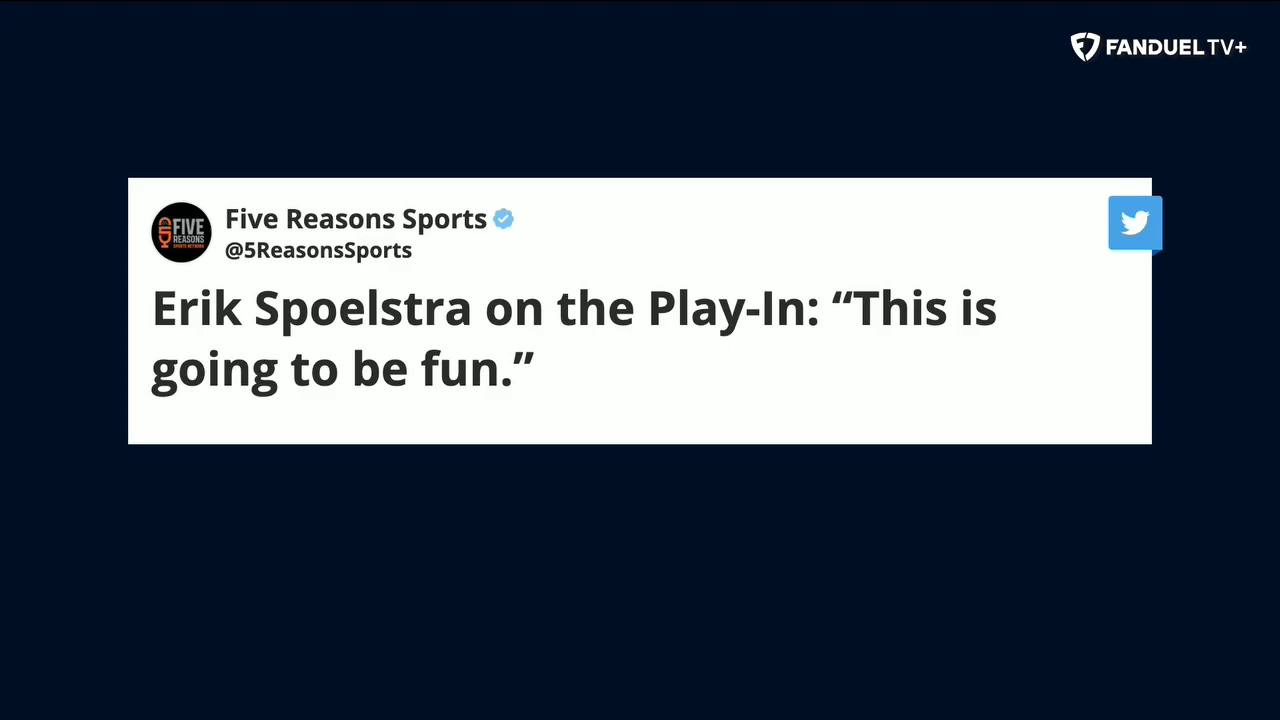 FANDUEL TV+
FIVE
REASONS
SPORTS NETWORK
Five Reasons Sports
@5ReasonsSports
Erik Spoelstra on the Play-In: “This is
going to be fun.”